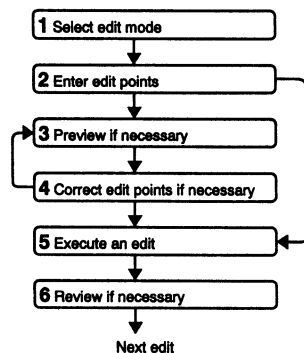 1 Select edit mode
2 Enter edit points
3 Preview if necessary
4 Correct edit points if necessary
5 Execute an edit
6 Review if necessary
Next edit